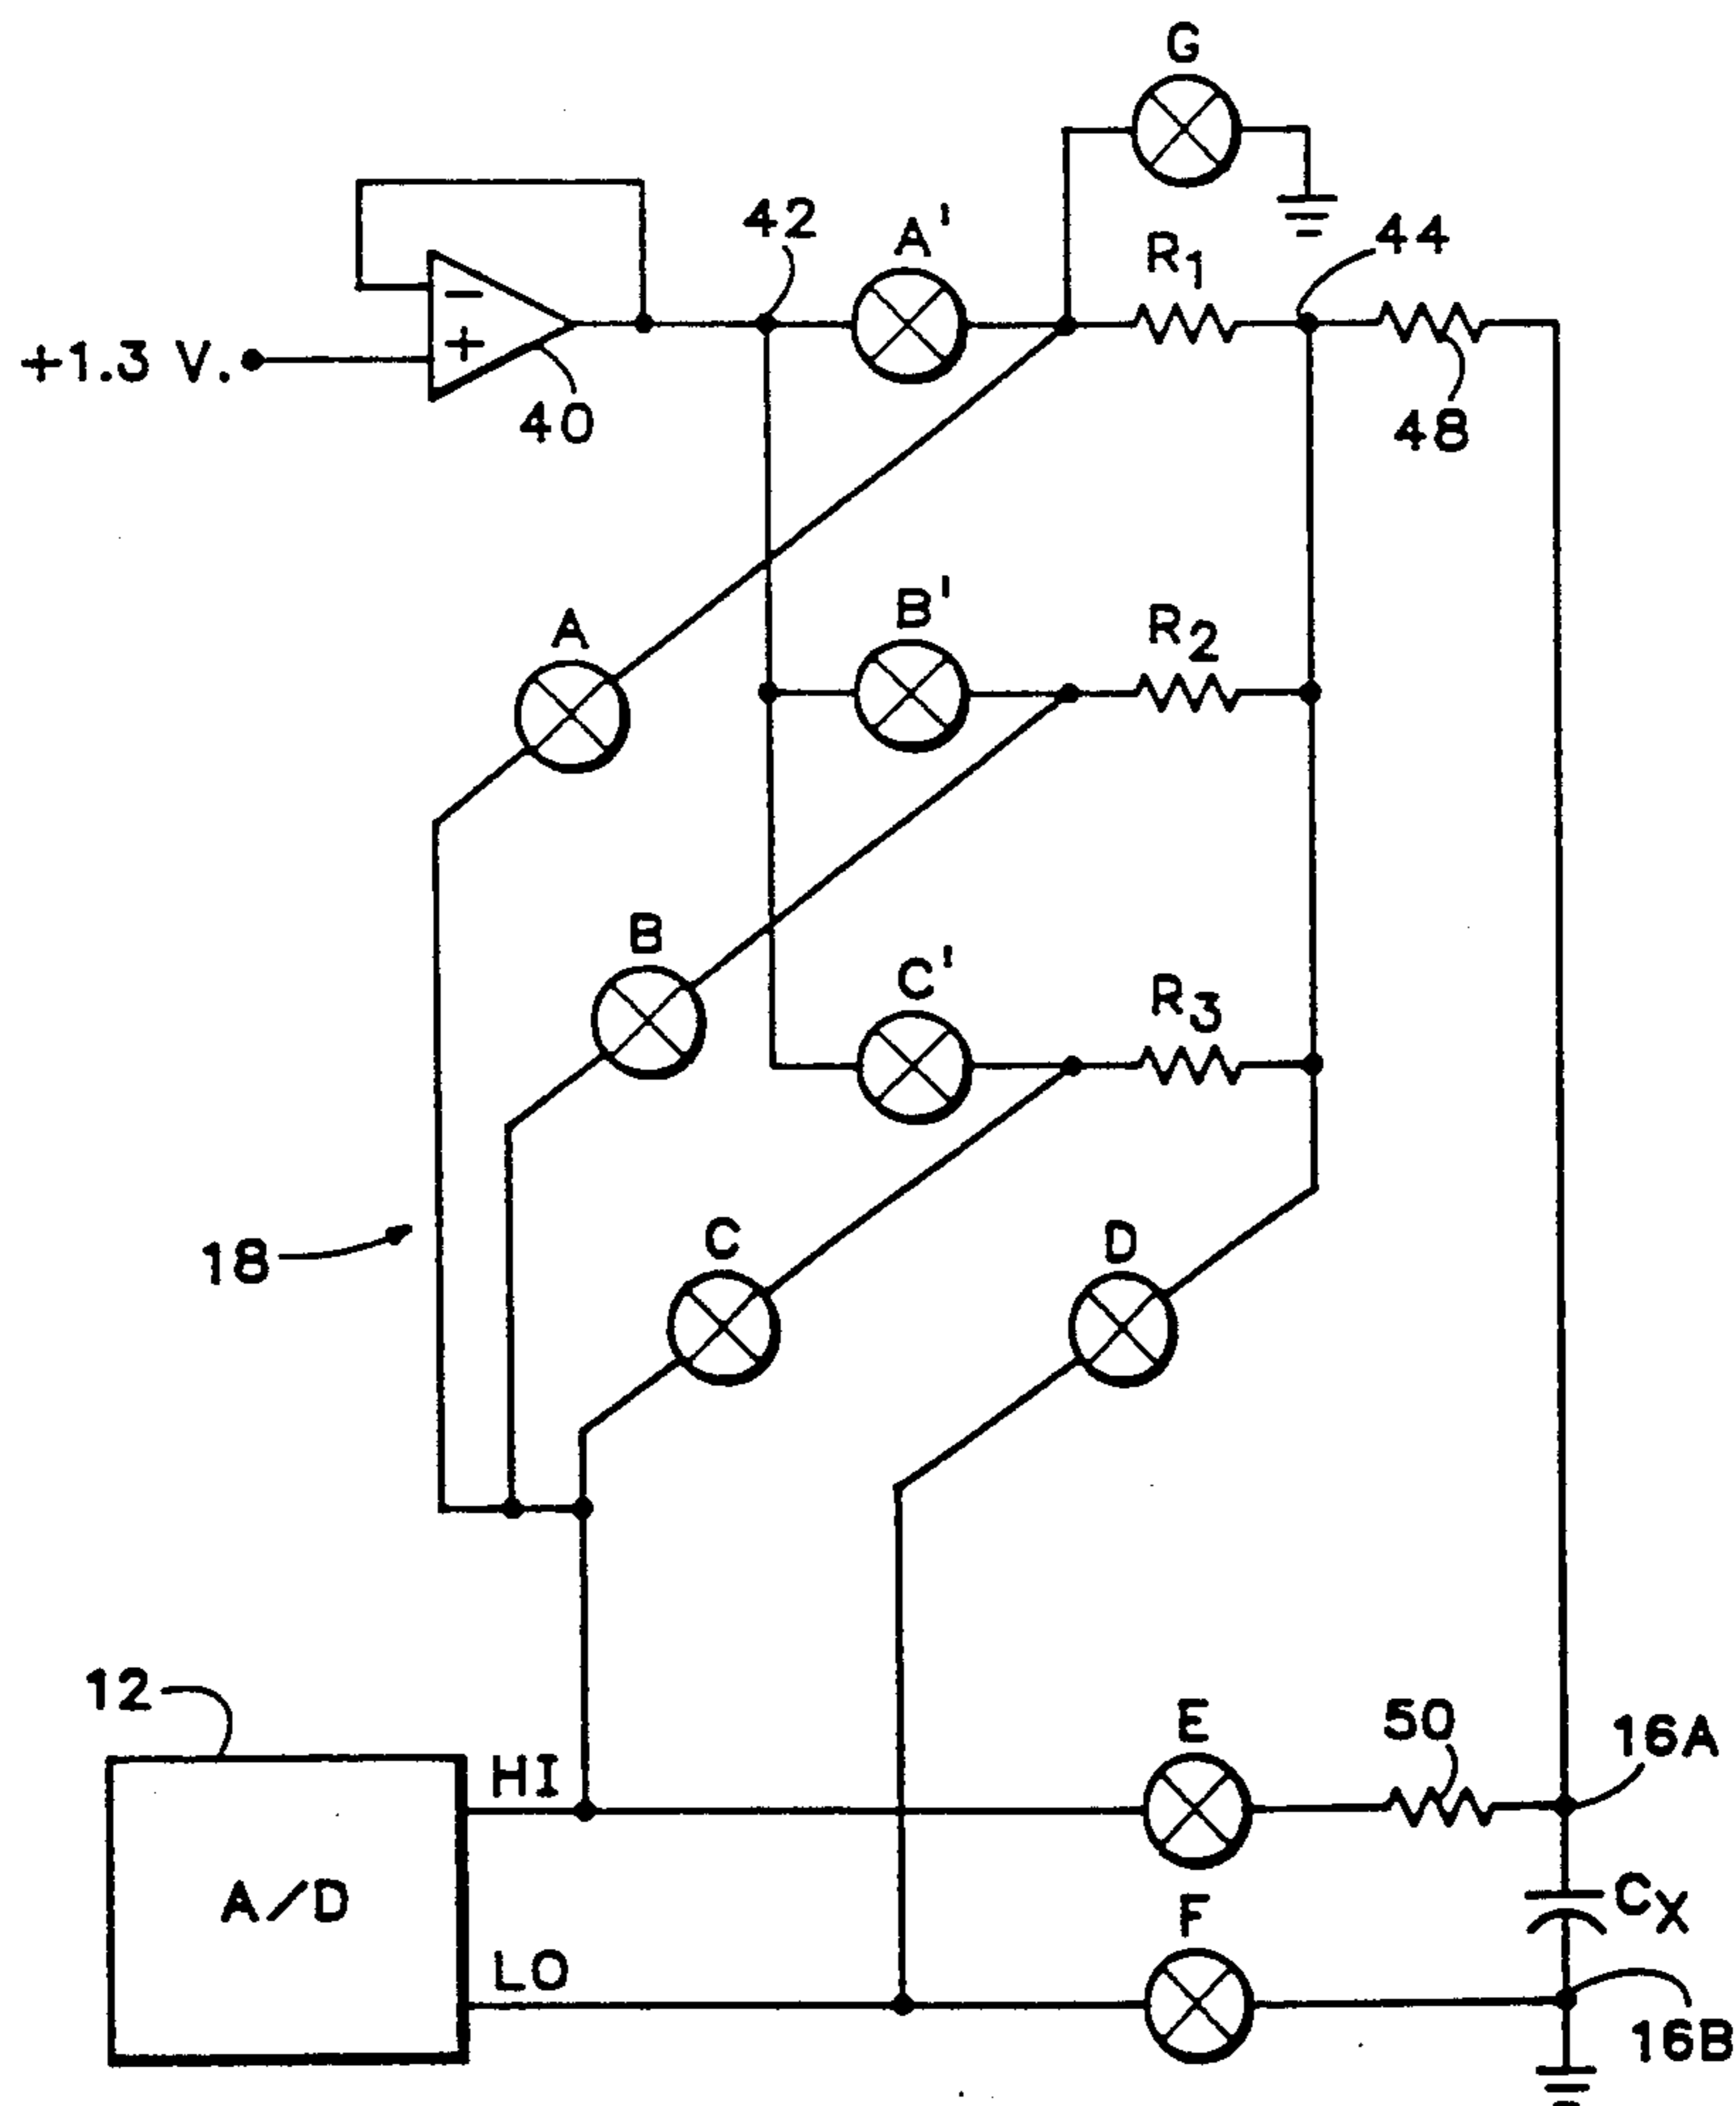 G
42
A'
R1
44
+1.3 V.
−
+
40
48
A
B'
R2
B
C'
R3
18
C
D
12
HI
E
50
16A
A/D
CX
F
LO
16B